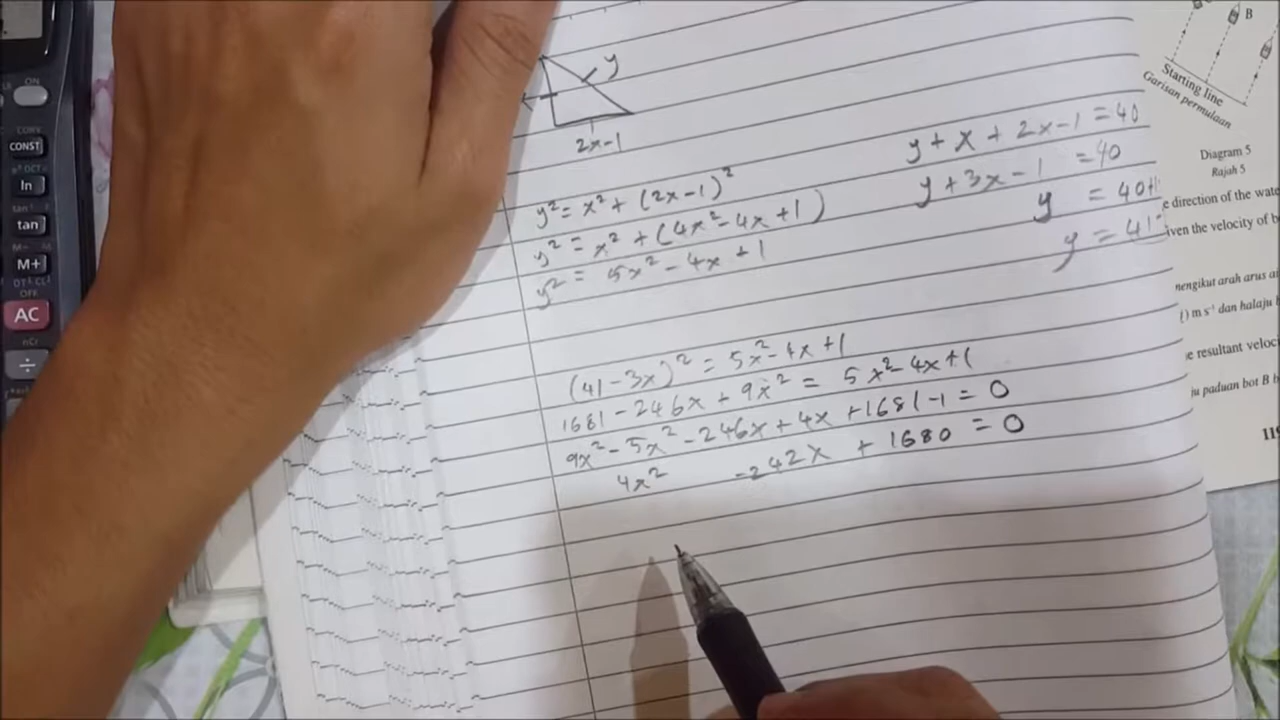 ON
CONST
ln
tan
M+
AC
÷
y
2x-1
y² = x² + (2x-1)²
y² = x² + (4x² - 4x + 1)
y² = 5x² - 4x + 1
y + x + 2x-1 = 40
y + 3x - 1 = 40
y = 40+1
y = 41
(41 - 3x)² = 5x² - 4x + 1
1681 - 246x + 9x² = 5x² - 4x + 1
9x² - 5x² - 246x + 4x + 1681 - 1 = 0
4x² - 242x + 1680 = 0
B
Starting line
Garisan permulaan
Diagram 5
Rajah 5
e direction of the wate
iven the velocity of b
mengikut arah arus ai
) m s⁻¹ dan halaju b
e resultant veloci
ju paduan bot B b
119